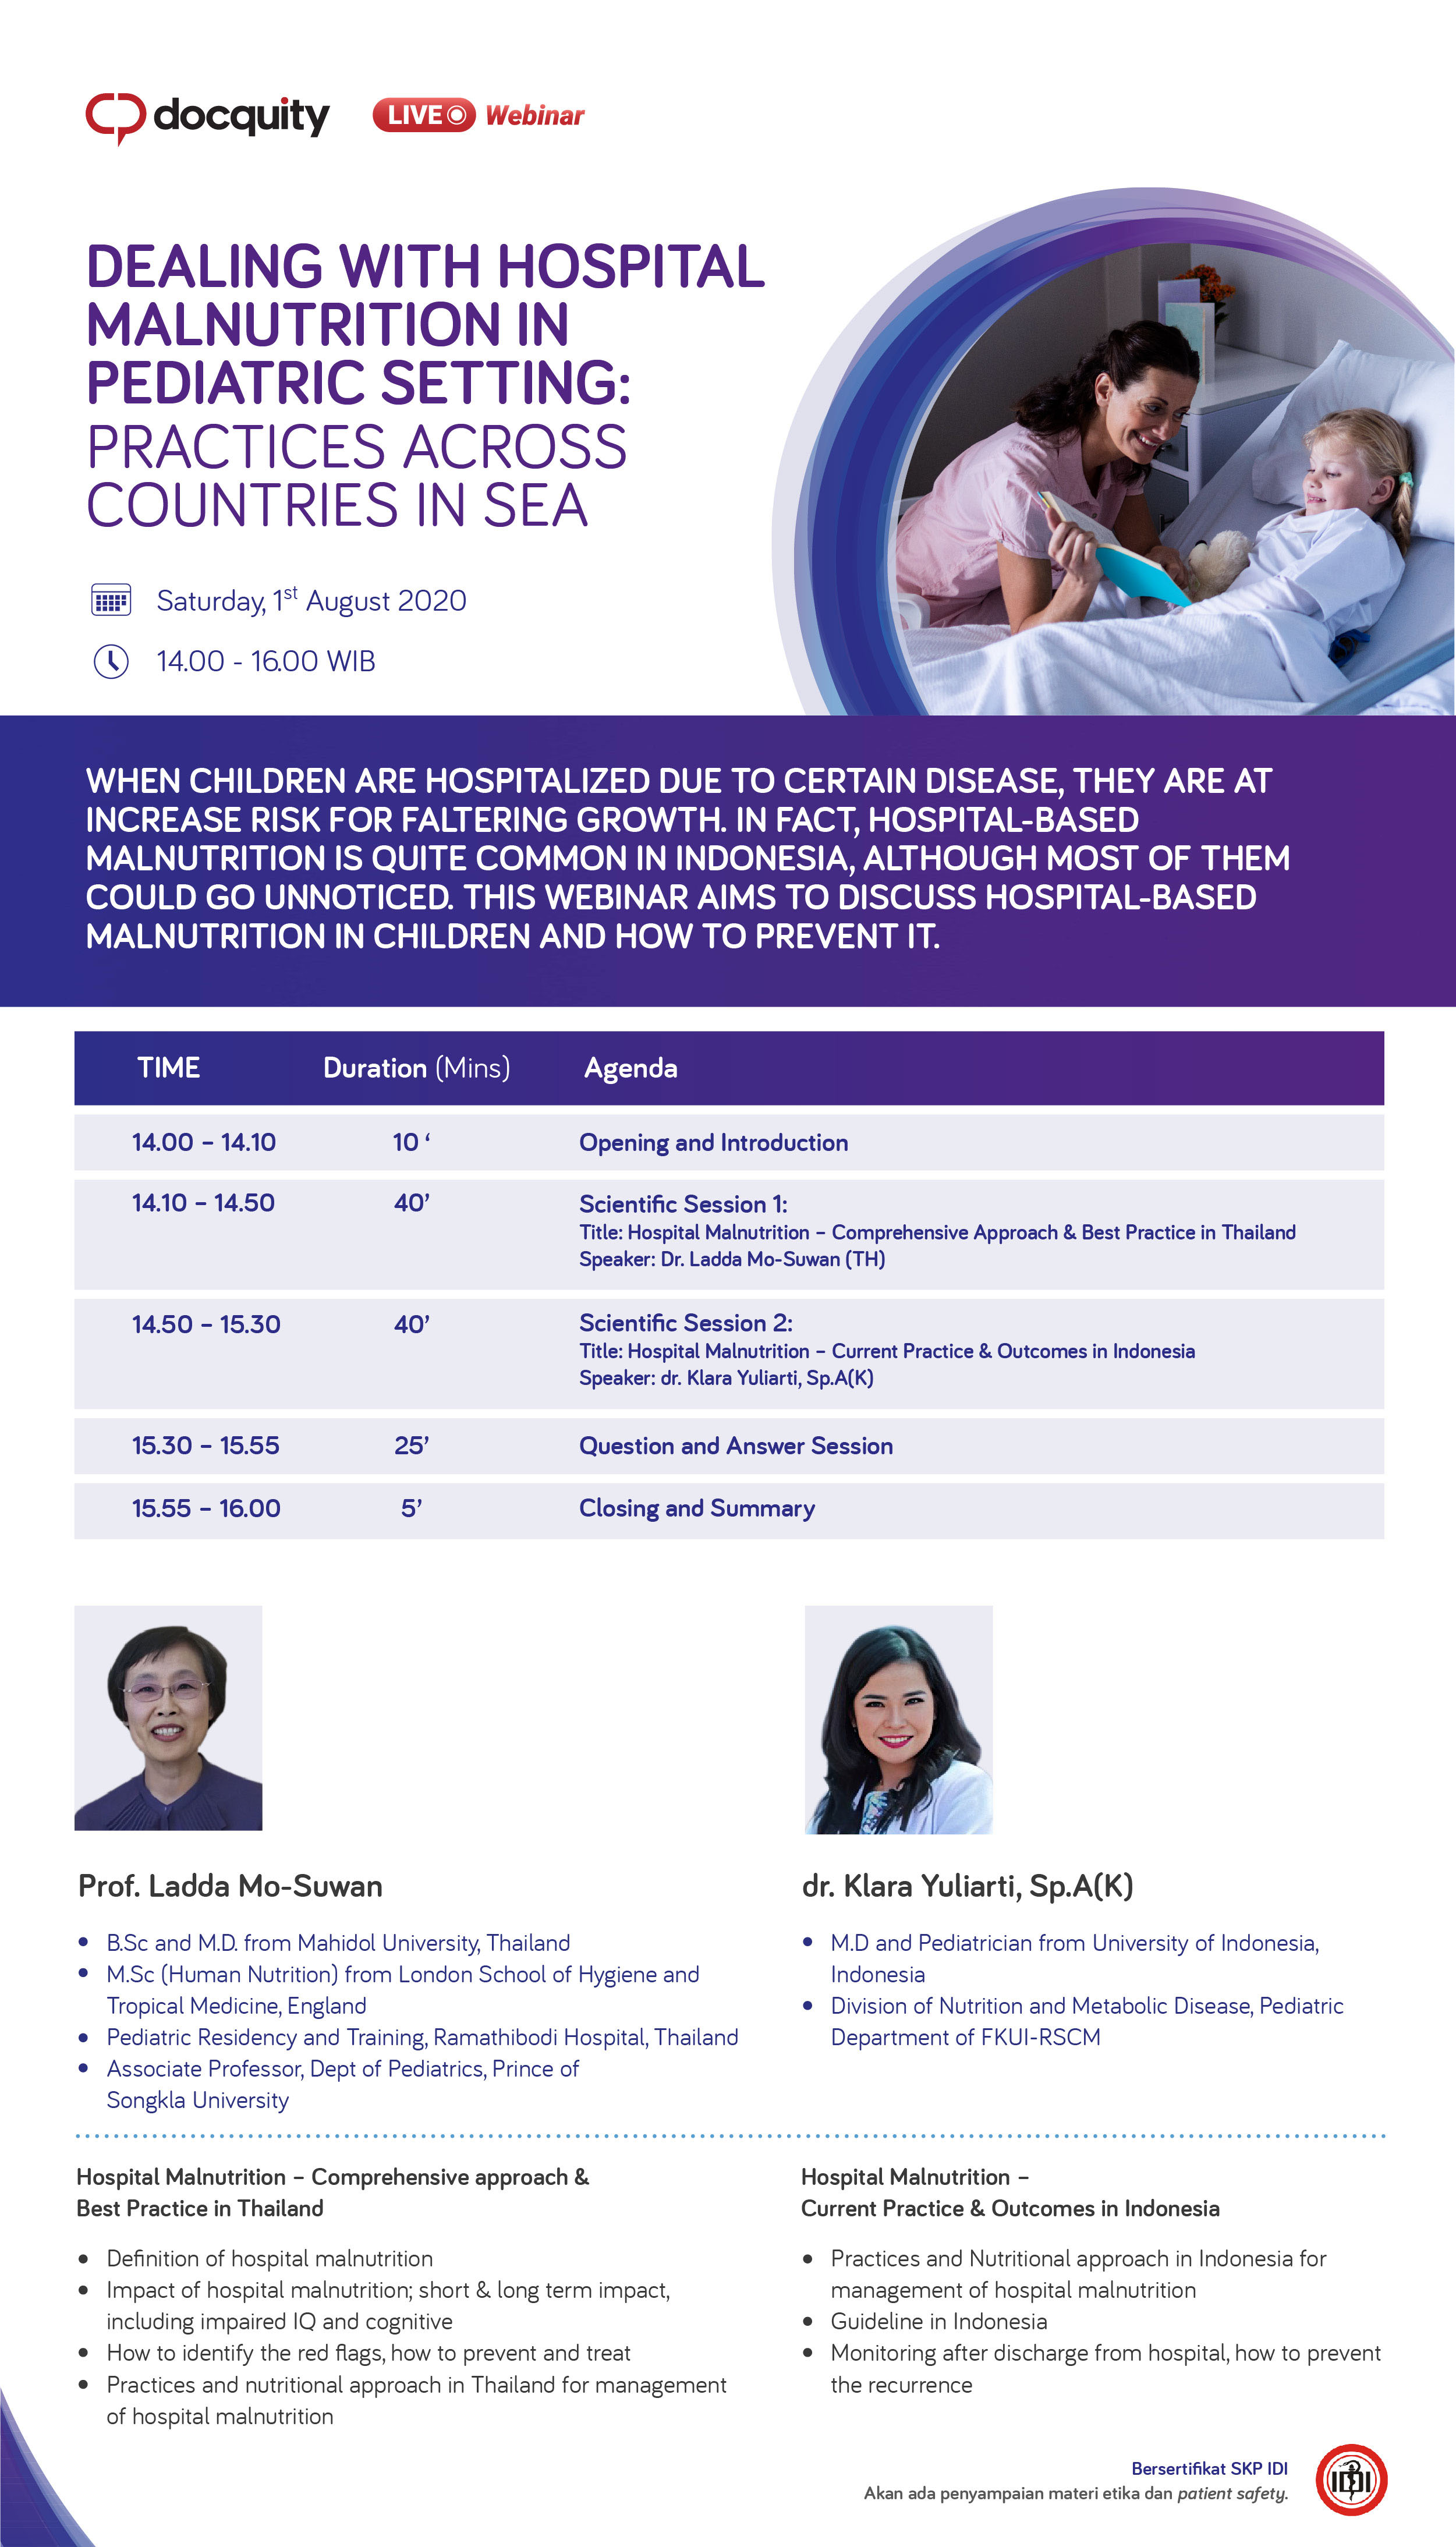 docquity LIVE Webinar
DEALING WITH HOSPITAL
MALNUTRITION IN
PEDIATRIC SETTING:
PRACTICES ACROSS
COUNTRIES IN SEA
Saturday, 1st August 2020
14.00 - 16.00 WIB
WHEN CHILDREN ARE HOSPITALIZED DUE TO CERTAIN DISEASE, THEY ARE AT
INCREASE RISK FOR FALTERING GROWTH. IN FACT, HOSPITAL-BASED
MALNUTRITION IS QUITE COMMON IN INDONESIA, ALTHOUGH MOST OF THEM
COULD GO UNNOTICED. THIS WEBINAR AIMS TO DISCUSS HOSPITAL-BASED
MALNUTRITION IN CHILDREN AND HOW TO PREVENT IT.
TIME Duration (Mins) Agenda
14.00 – 14.10 10 ‘ Opening and Introduction
14.10 – 14.50 40’ Scientific Session 1:
Title: Hospital Malnutrition – Comprehensive Approach & Best Practice in Thailand
Speaker: Dr. Ladda Mo-Suwan (TH)
14.50 – 15.30 40’ Scientific Session 2:
Title: Hospital Malnutrition – Current Practice & Outcomes in Indonesia
Speaker: dr. Klara Yuliarti, Sp.A(K)
15.30 – 15.55 25’ Question and Answer Session
15.55 – 16.00 5’ Closing and Summary
Prof. Ladda Mo-Suwan
• B.Sc and M.D. from Mahidol University, Thailand
• M.Sc (Human Nutrition) from London School of Hygiene and
Tropical Medicine, England
• Pediatric Residency and Training, Ramathibodi Hospital, Thailand
• Associate Professor, Dept of Pediatrics, Prince of
Songkla University
dr. Klara Yuliarti, Sp.A(K)
• M.D and Pediatrician from University of Indonesia,
Indonesia
• Division of Nutrition and Metabolic Disease, Pediatric
Department of FKUI-RSCM
Hospital Malnutrition – Comprehensive approach &
Best Practice in Thailand
• Definition of hospital malnutrition
• Impact of hospital malnutrition; short & long term impact,
including impaired IQ and cognitive
• How to identify the red flags, how to prevent and treat
• Practices and nutritional approach in Thailand for management
of hospital malnutrition
Hospital Malnutrition –
Current Practice & Outcomes in Indonesia
• Practices and Nutritional approach in Indonesia for
management of hospital malnutrition
• Guideline in Indonesia
• Monitoring after discharge from hospital, how to prevent
the recurrence
Bersertifikat SKP IDI
Akan ada penyampaian materi etika dan patient safety.
IDI